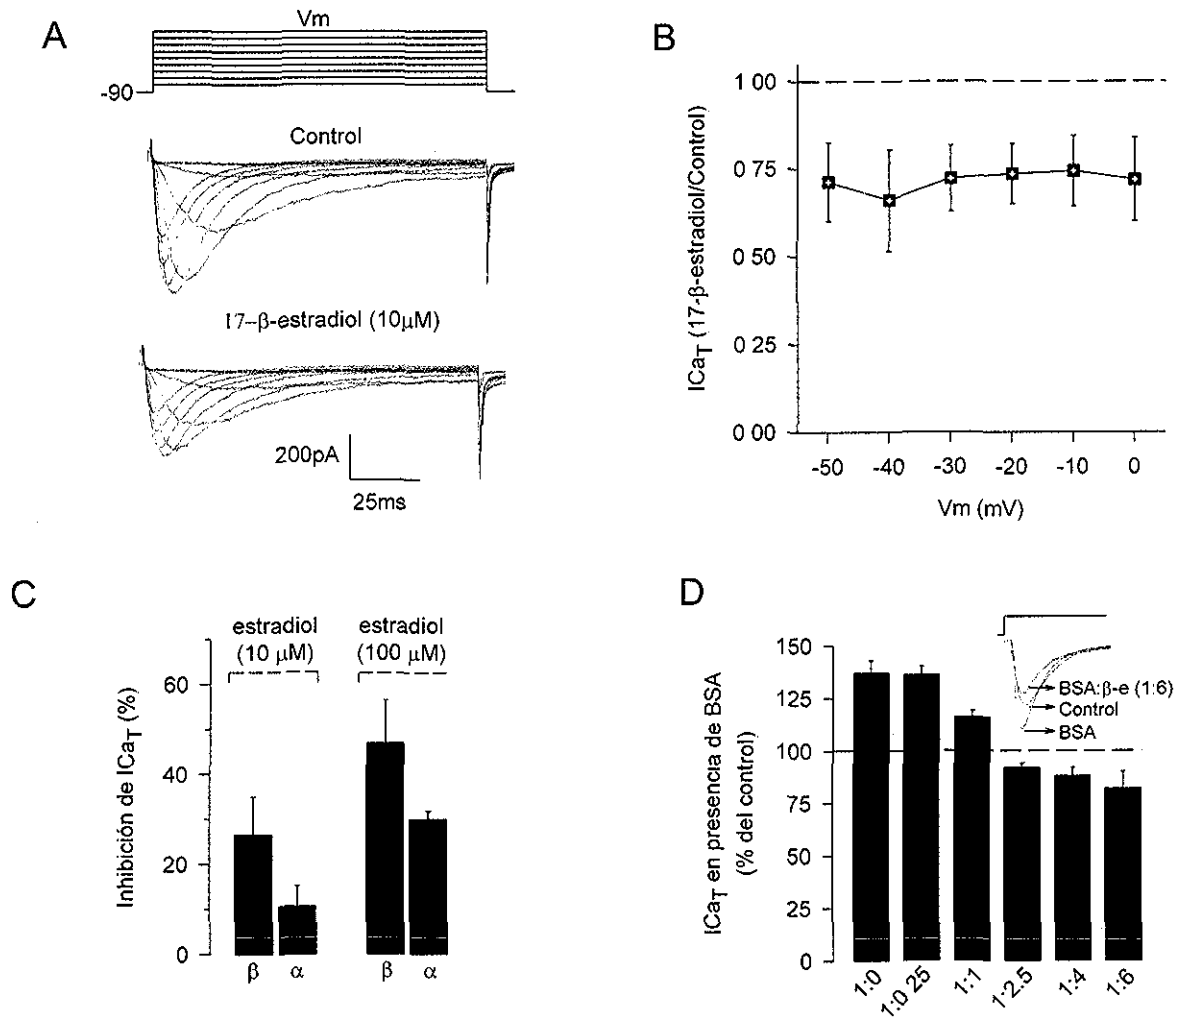 A
Vm
-90
Control
17-β-estradiol (10μM)
200pA
25ms
B
ICaT (17-β-estradiol/Control)
1 00
0 75
0 50
0 25
0 00
-50 -40 -30 -20 -10 0
Vm (mV)
C
estradiol (10 μM)
estradiol (100 μM)
Inhibición de ICaT (%)
60
40
20
0
β α β α
D
ICaT en presencia de BSA
(% del control)
150
125
100
75
50
25
0
BSA:β-e (1:6)
Control
BSA
1:0 1:0 25 1:1 1:2.5 1:4 1:6